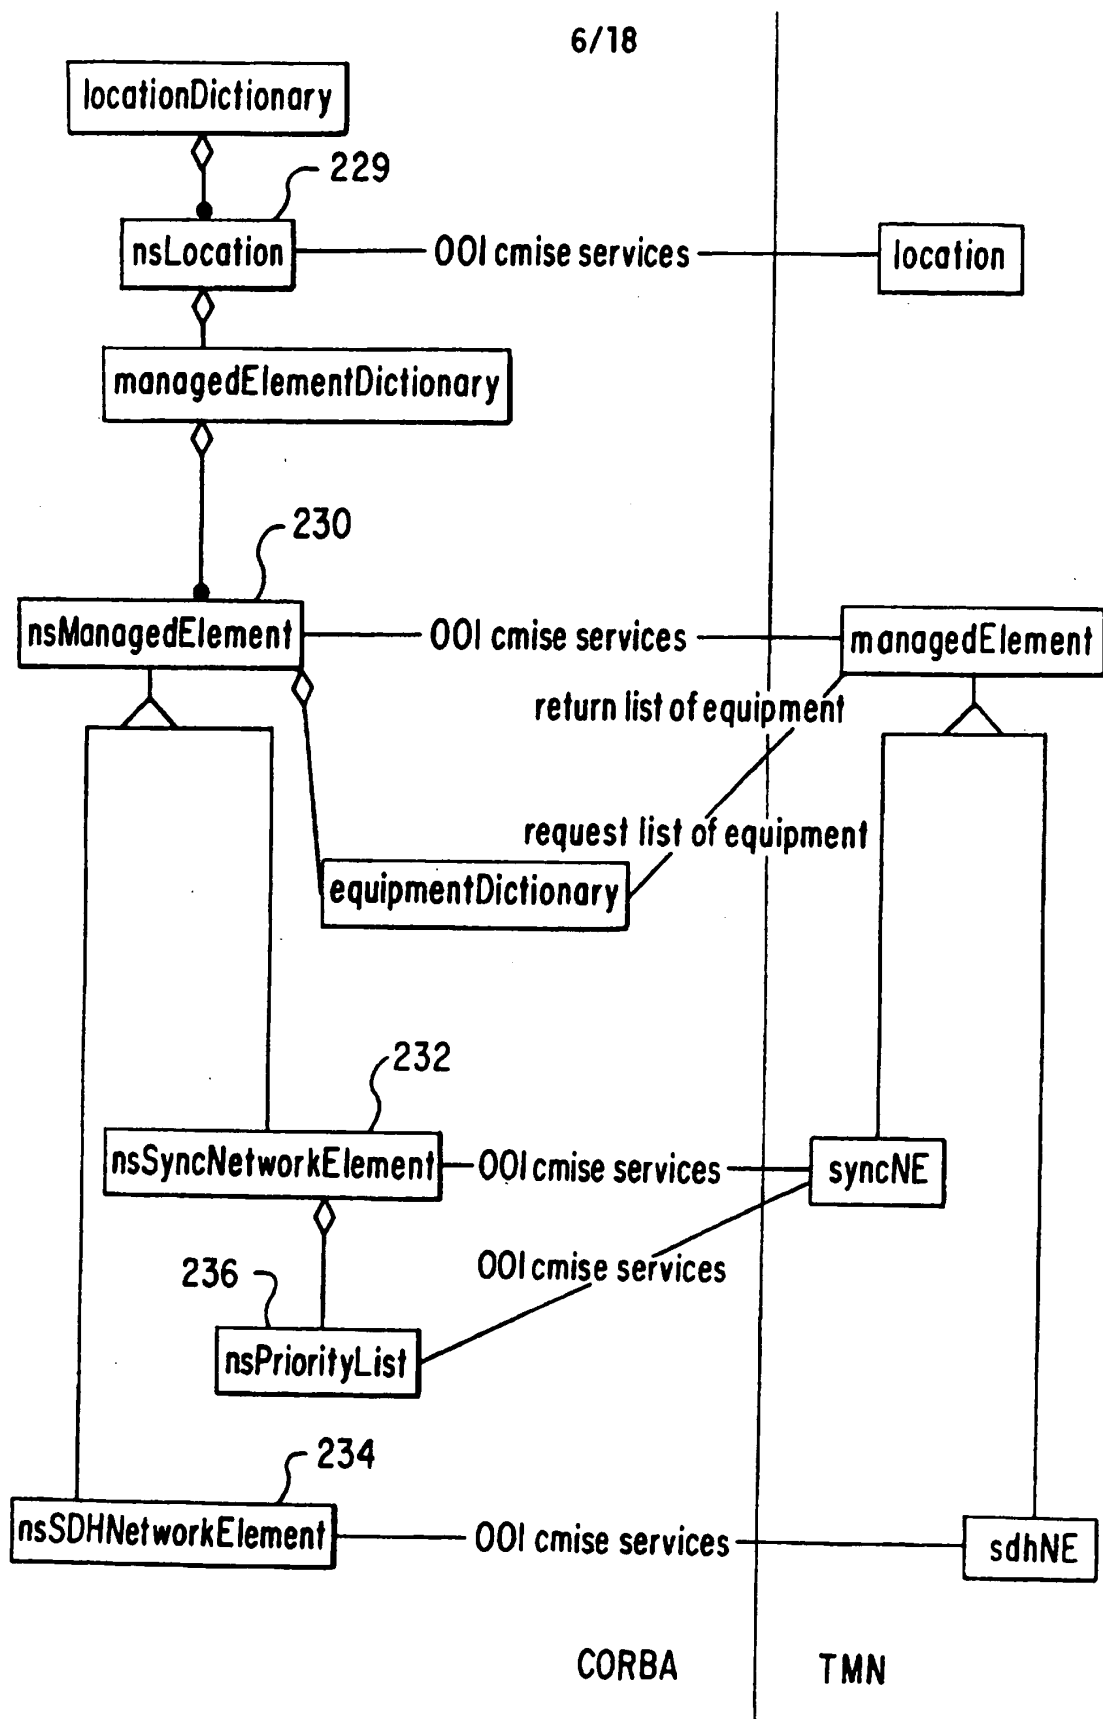 6/18
locationDictionary
229
nsLocation
OOI cmise services
location
managedElementDictionary
230
nsManagedElement
OOI cmise services
managedElement
return list of equipment
request list of equipment
equipmentDictionary
232
nsSyncNetworkElement
OOI cmise services
syncNE
236
OOI cmise services
nsPriorityList
234
nsSDHNetworkElement
OOI cmise services
sdhNE
CORBA
TMN